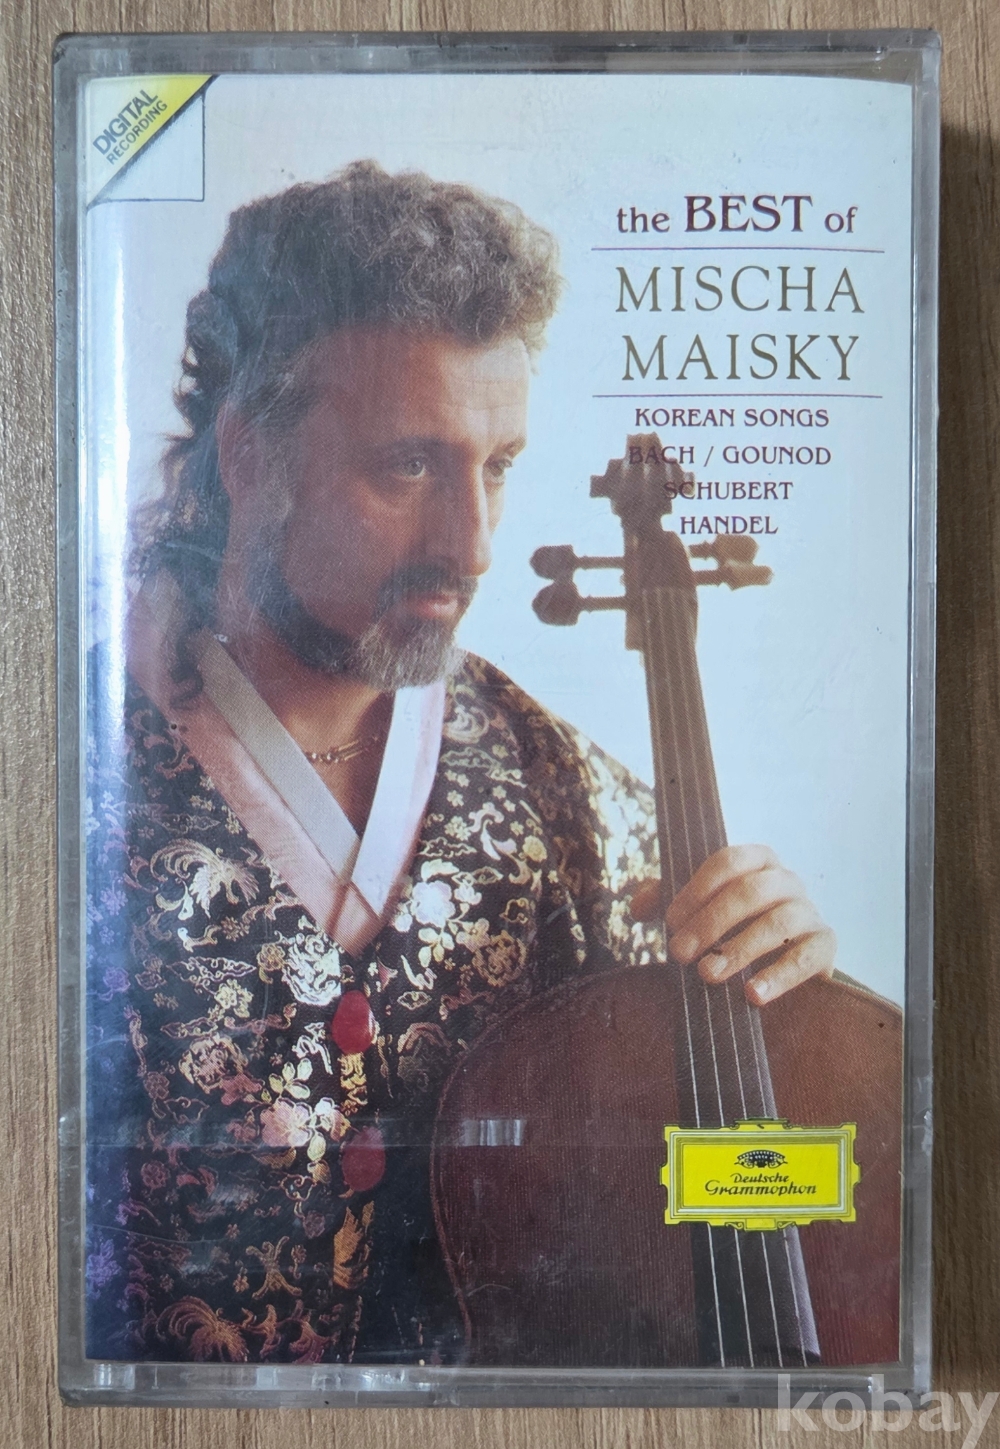 DIGITAL
RECORDING
the BEST of
MISCHA
MAISKY
KOREAN SONGS
BACH / GOUNOD
SCHUBERT
HANDEL
Deutsche
Grammophon
kobay